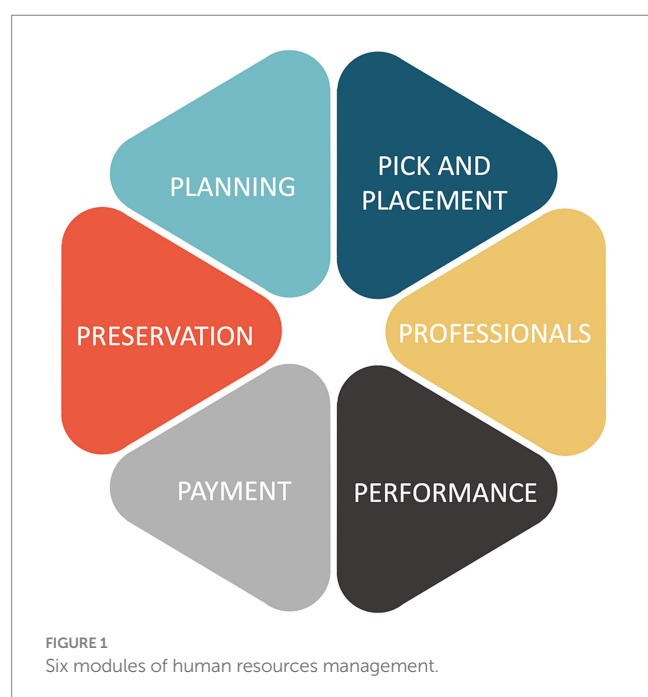 PLANNING
PICK AND
PLACEMENT
PRESERVATION
PROFESSIONALS
PAYMENT
PERFORMANCE
FIGURE 1
Six modules of human resources management.